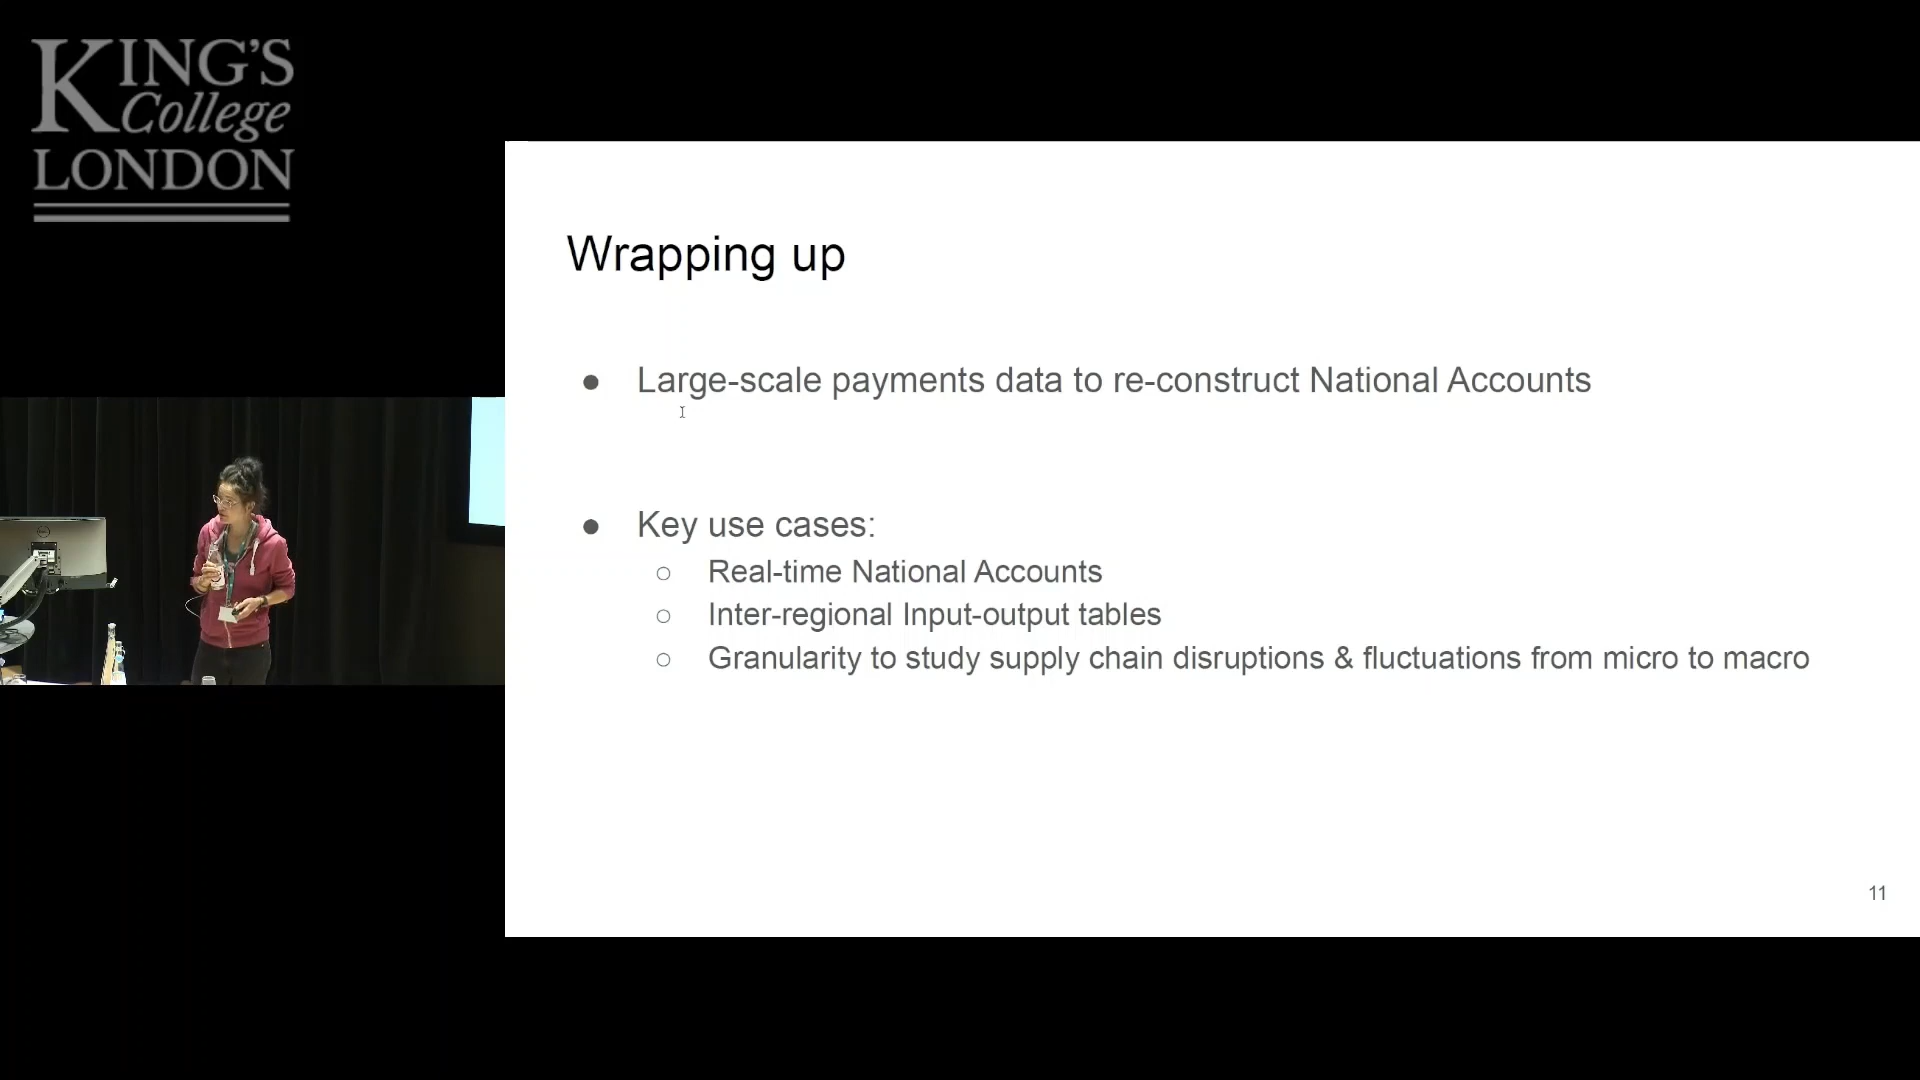 KING'S
College
LONDON
Wrapping up
● Large-scale payments data to re-construct National Accounts
● Key use cases:
○ Real-time National Accounts
○ Inter-regional Input-output tables
○ Granularity to study supply chain disruptions & fluctuations from micro to macro
11